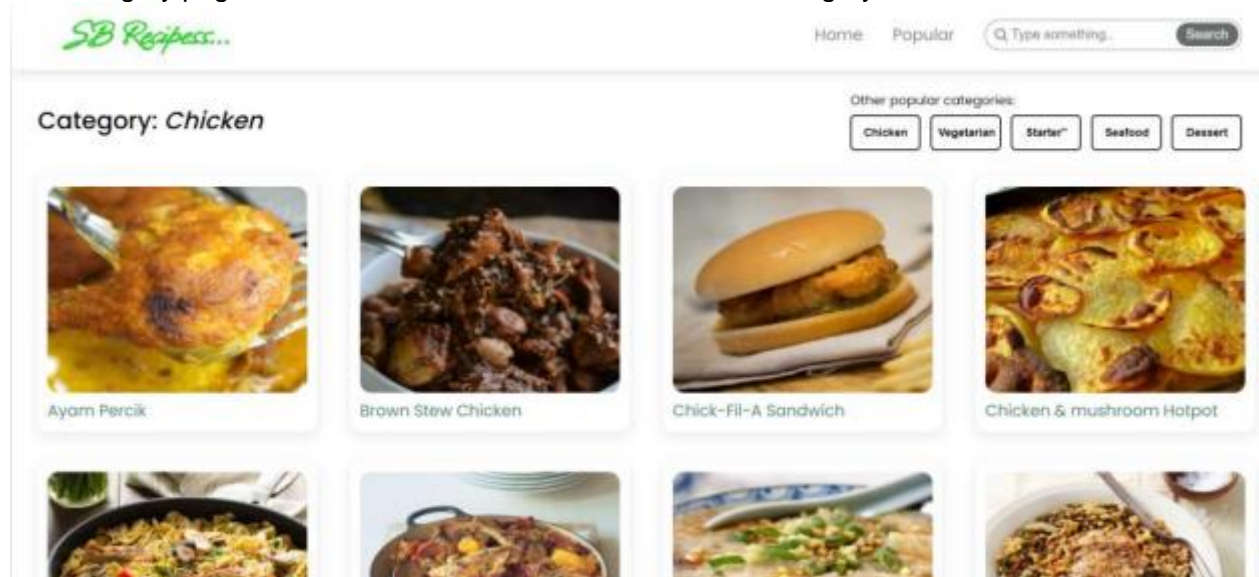 SB Recipess...
Home Popular Type something.. Search
Other popular categories:
Category: Chicken
Chicken Vegetarian Starter" Seafood Dessert
Ayam Percik Brown Stew Chicken Chick-Fil-A Sandwich Chicken & mushroom Hotpot